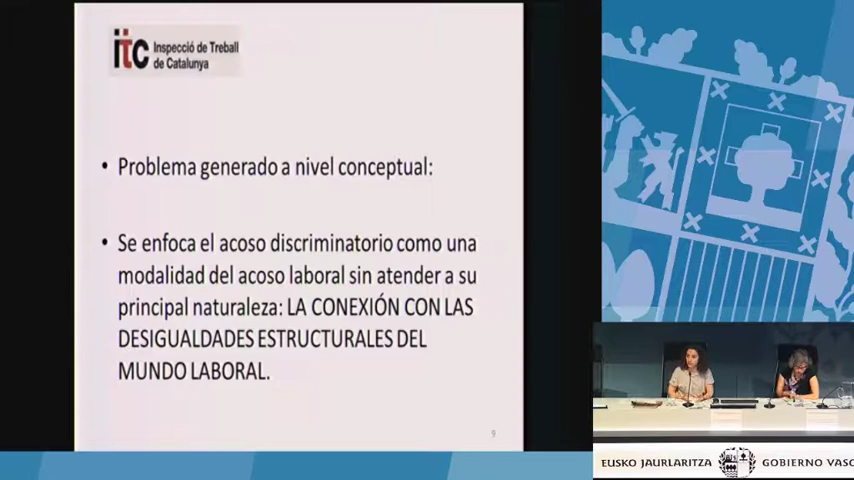 itc Inspecció de Treball
de Catalunya
• Problema generado a nivel conceptual:
• Se enfoca el acoso discriminatorio como una
modalidad del acoso laboral sin atender a su
principal naturaleza: LA CONEXIÓN CON LAS
DESIGUALDADES ESTRUCTURALES DEL
MUNDO LABORAL.
9
EUSKO JAURLARITZA GOBIERNO VASC